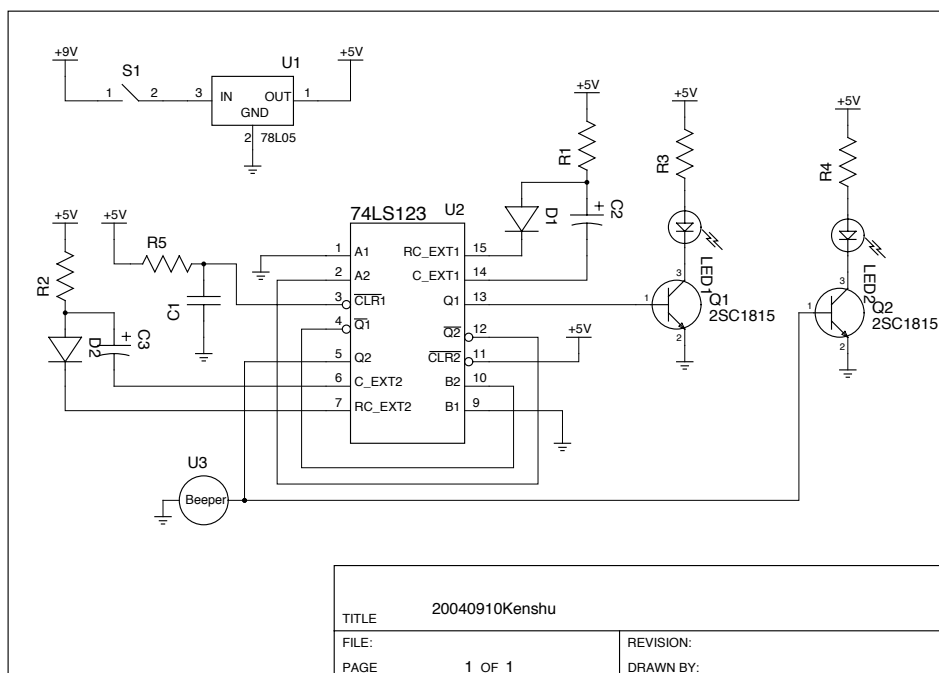 +9V
S1
1
2
3
IN
OUT
GND
U1
1
2
78L05
+5V
+5V
R1
D1
+
C2
+5V
R3
LED1
3
1
2
Q1
2SC1815
+5V
R4
LED2
3
1
2
Q2
2SC1815
+5V
R2
D2
+
C3
+5V
R5
C1
74LS123
U2
1
A1
RC_EXT1
15
2
A2
C_EXT1
14
3
CLR1
Q1
13
4
Q1
Q2
12
5
Q2
CLR2
11
+5V
6
C_EXT2
B2
10
7
RC_EXT2
B1
9
U3
Beeper
TITLE 20040910Kenshu
FILE:
REVISION:
PAGE 1 OF 1
DRAWN BY: